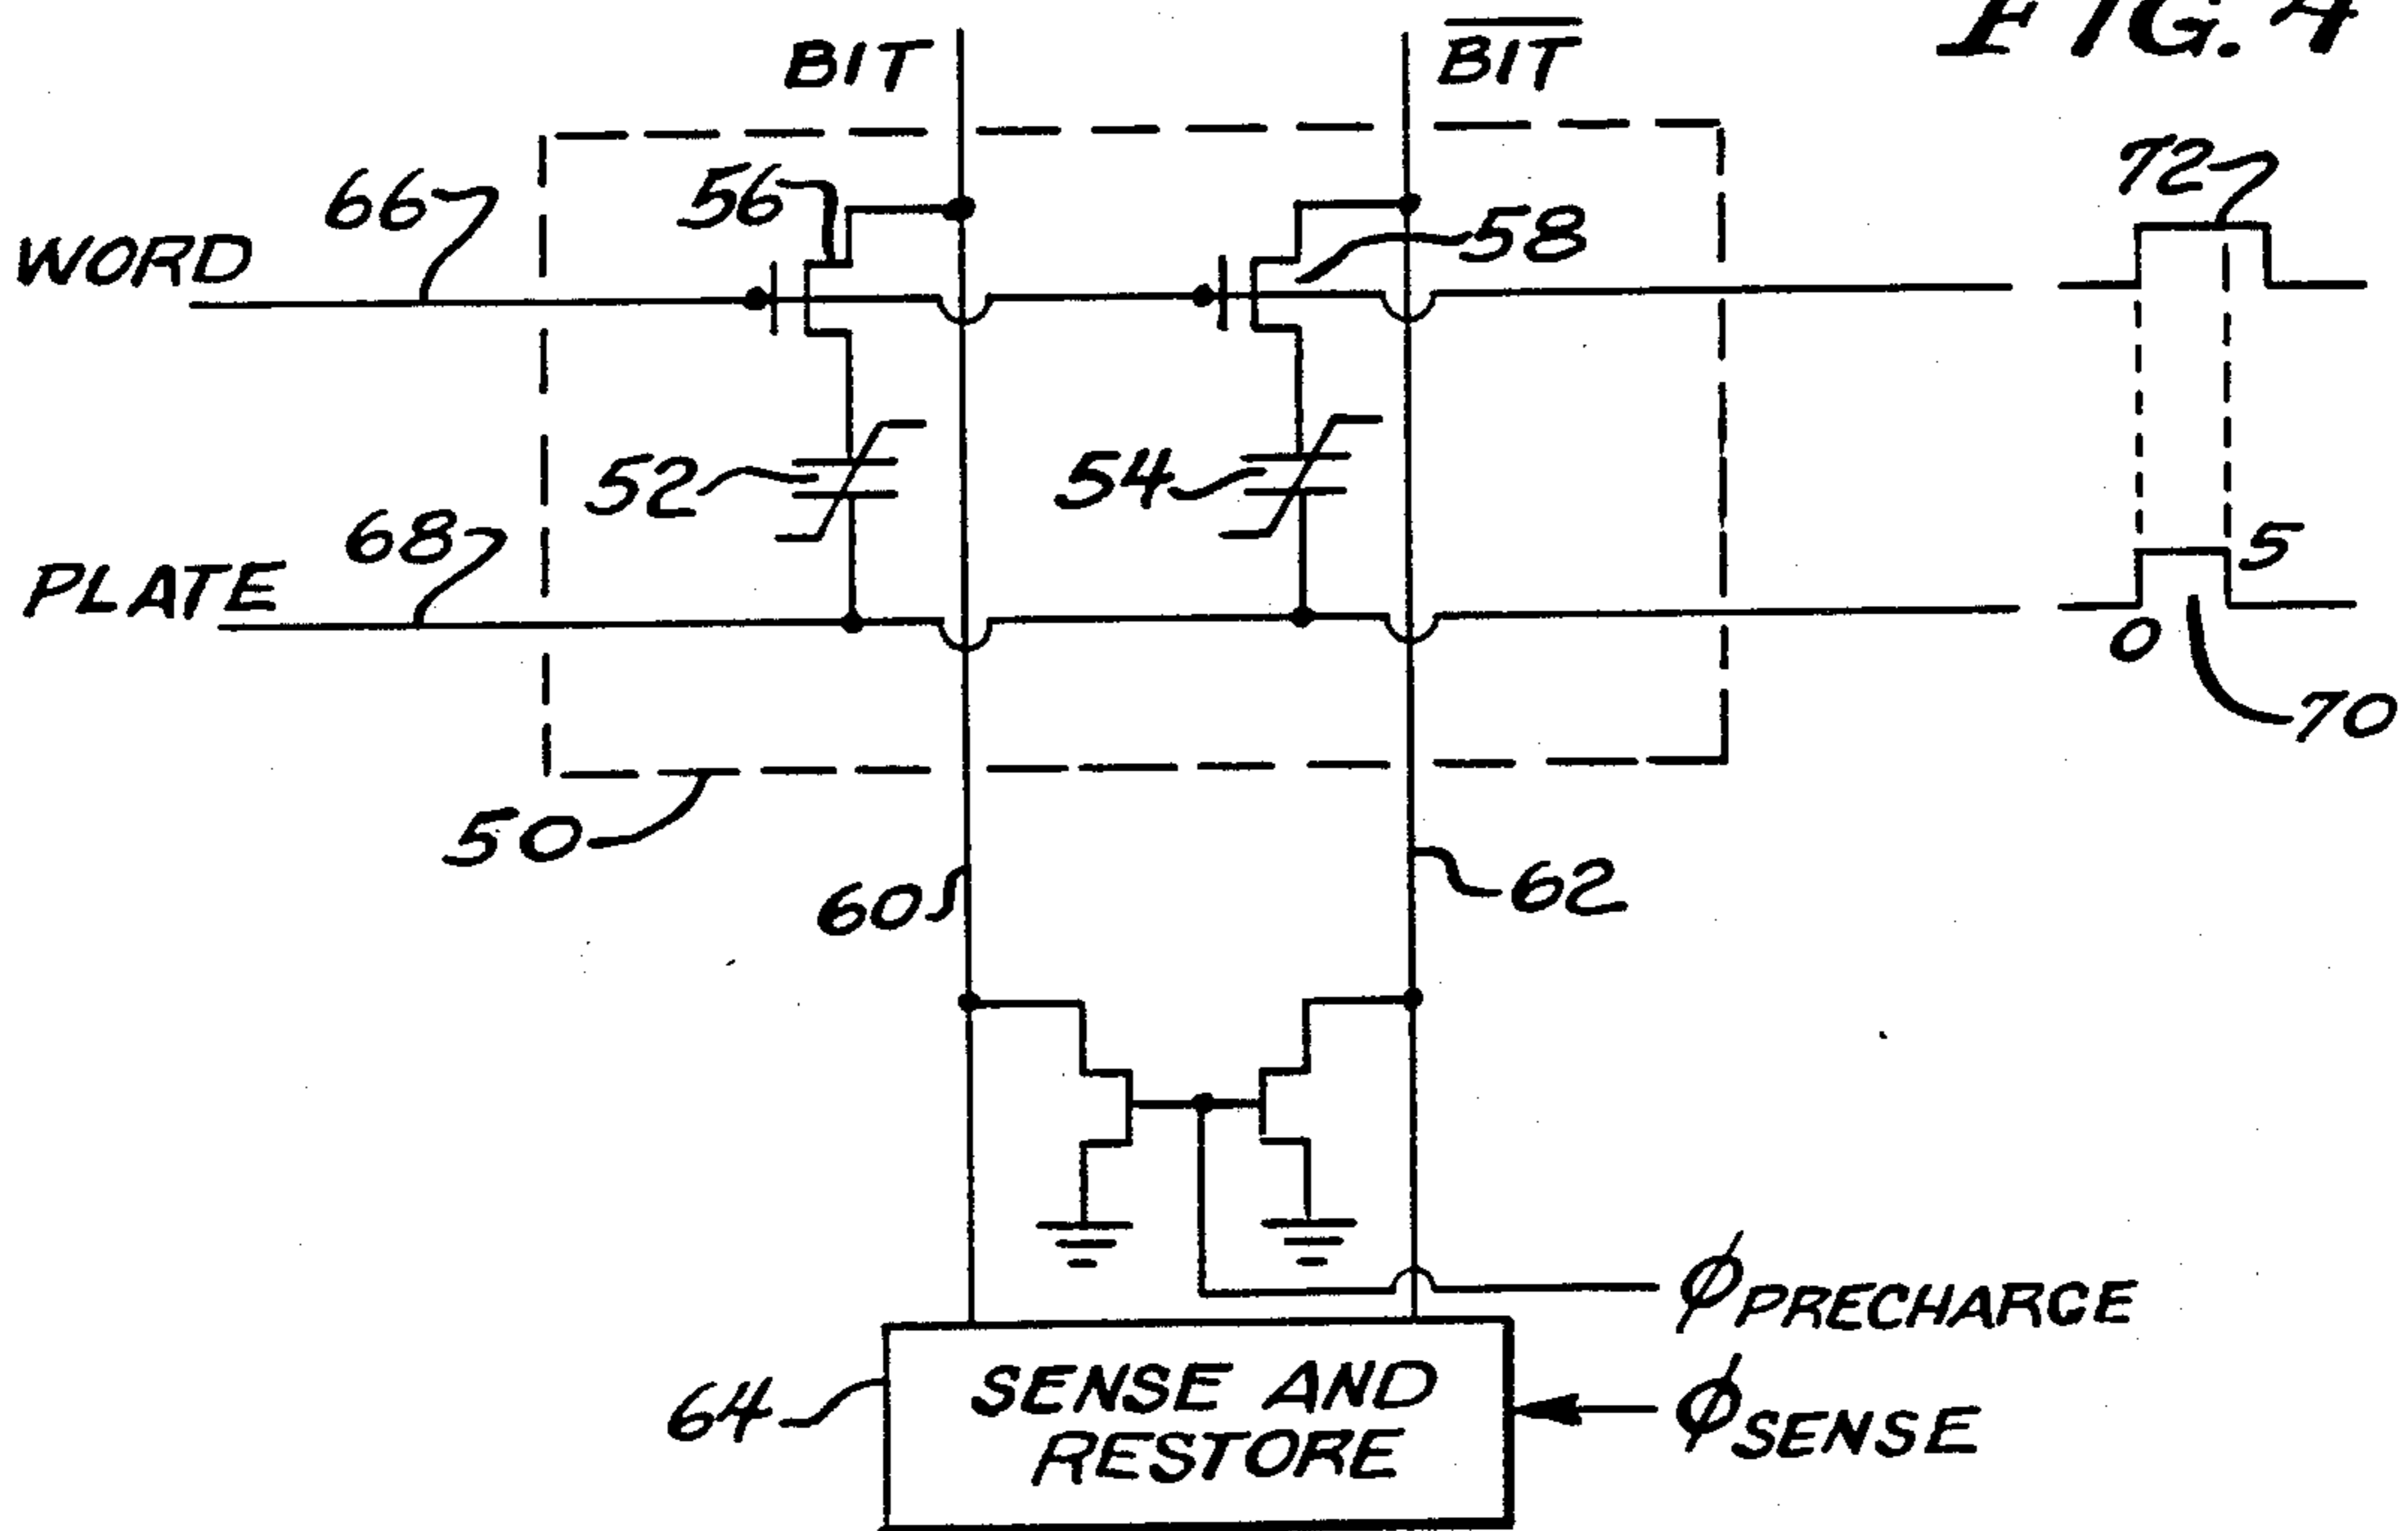 FIG. 4
BIT
B̅I̅T̅
72
66
56
58
WORD
52
54
68
5
PLATE
0
70
50
60
62
ϕPRECHARGE
64
SENSE AND
RESTORE
ϕSENSE